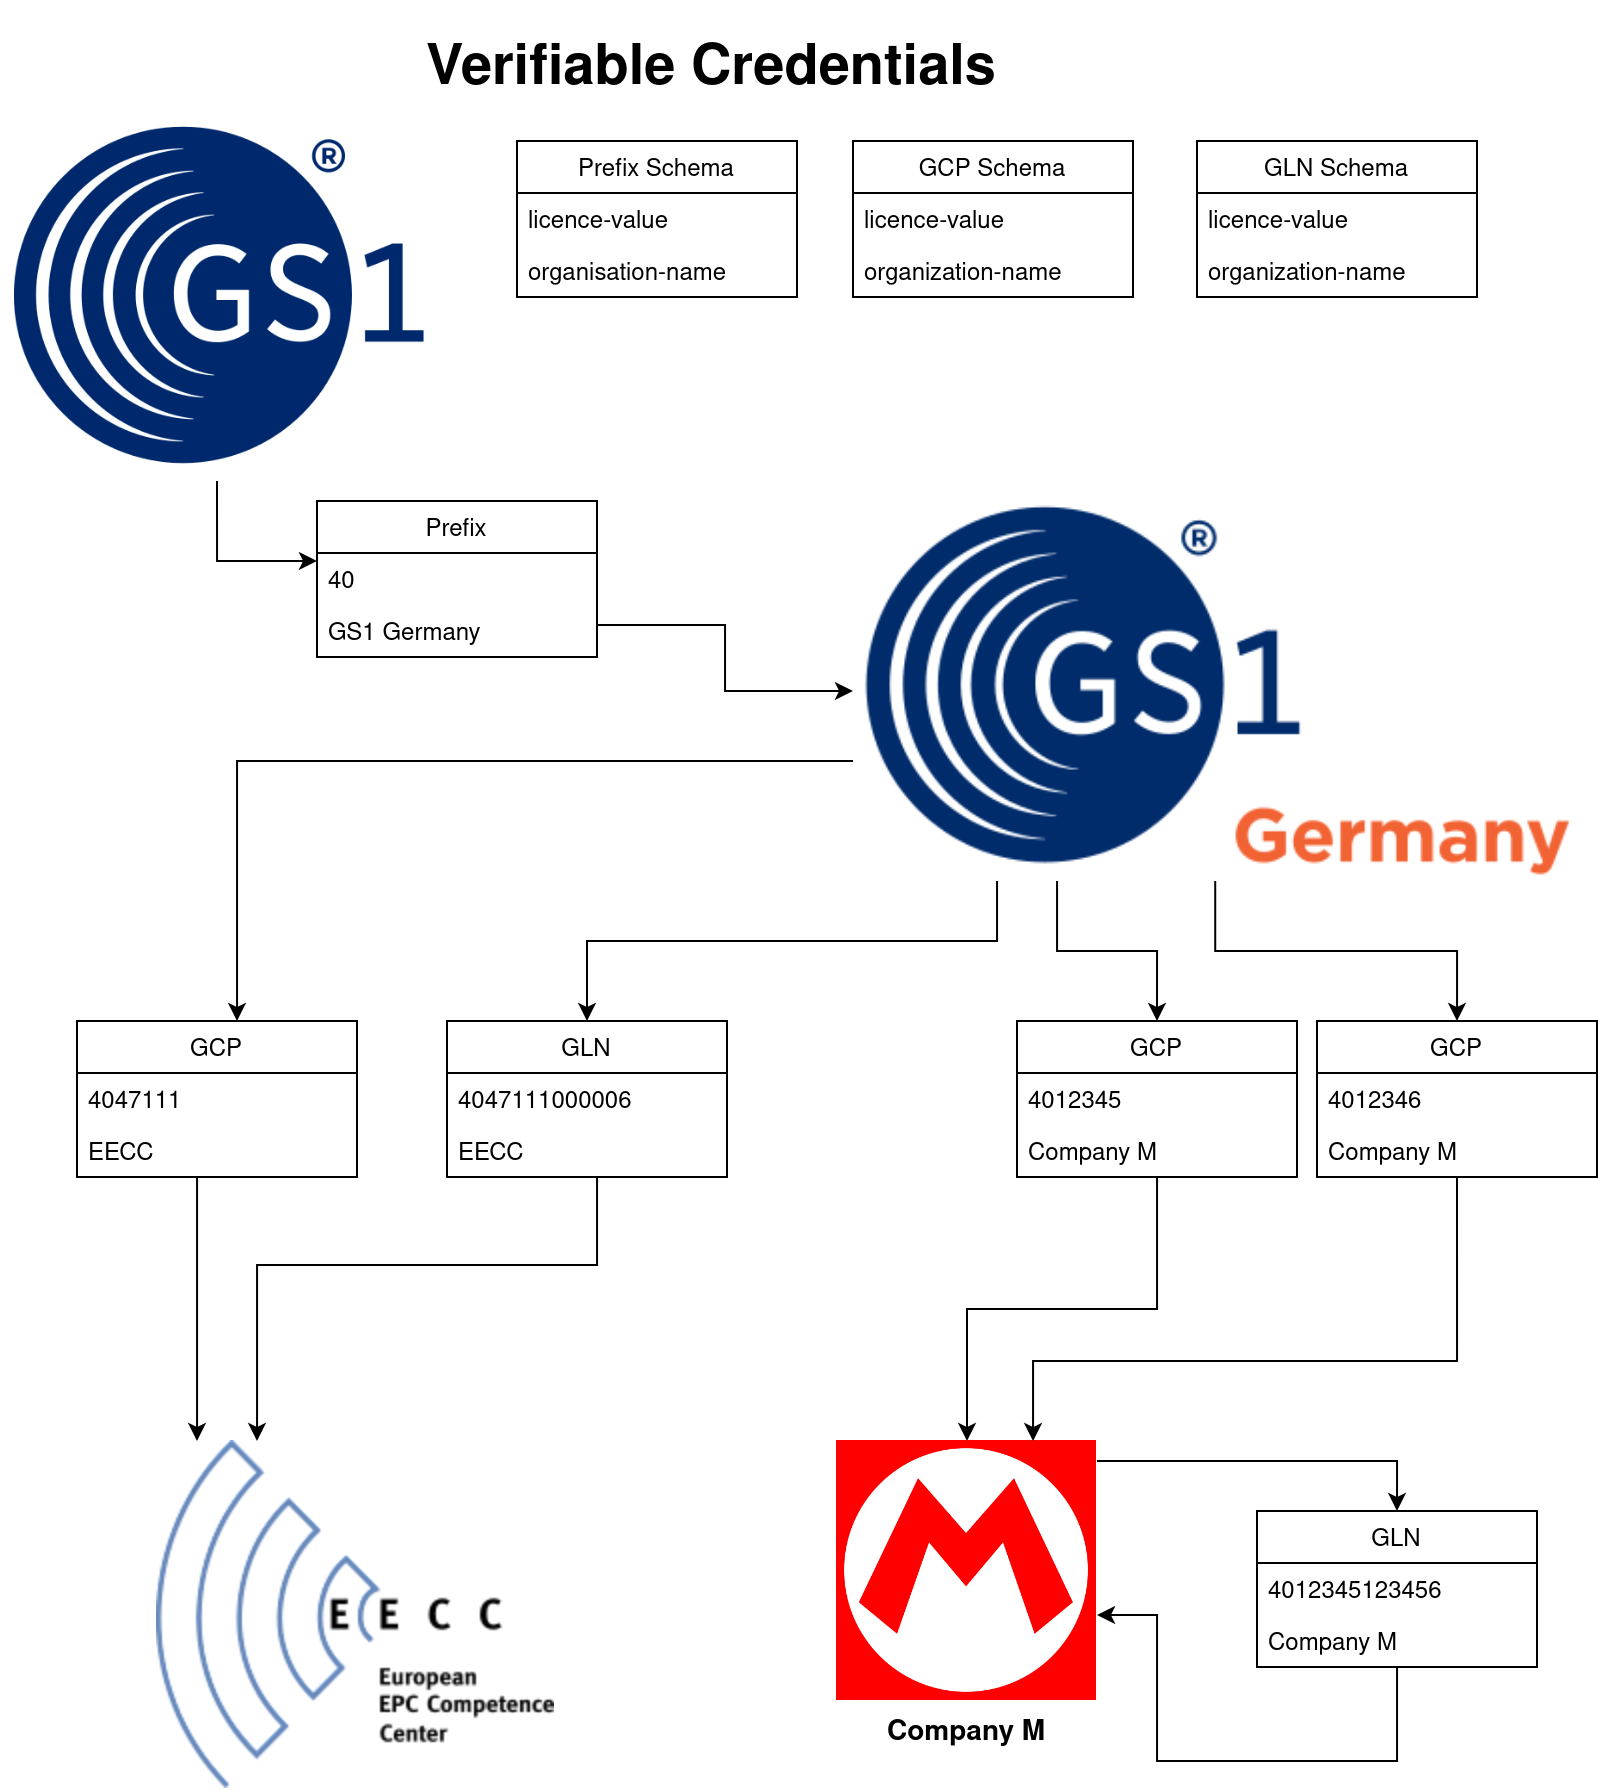 Verifiable Credentials
GS1
®
Prefix Schema
licence-value
organisation-name
GCP Schema
licence-value
organization-name
GLN Schema
licence-value
organization-name
Prefix
40
GS1 Germany
GS1
®
Germany
GCP
4047111
EECC
GLN
4047111000006
EECC
GCP
4012345
Company M
GCP
4012346
Company M
EECC
European
EPC Competence
Center
M
Company M
GLN
4012345123456
Company M